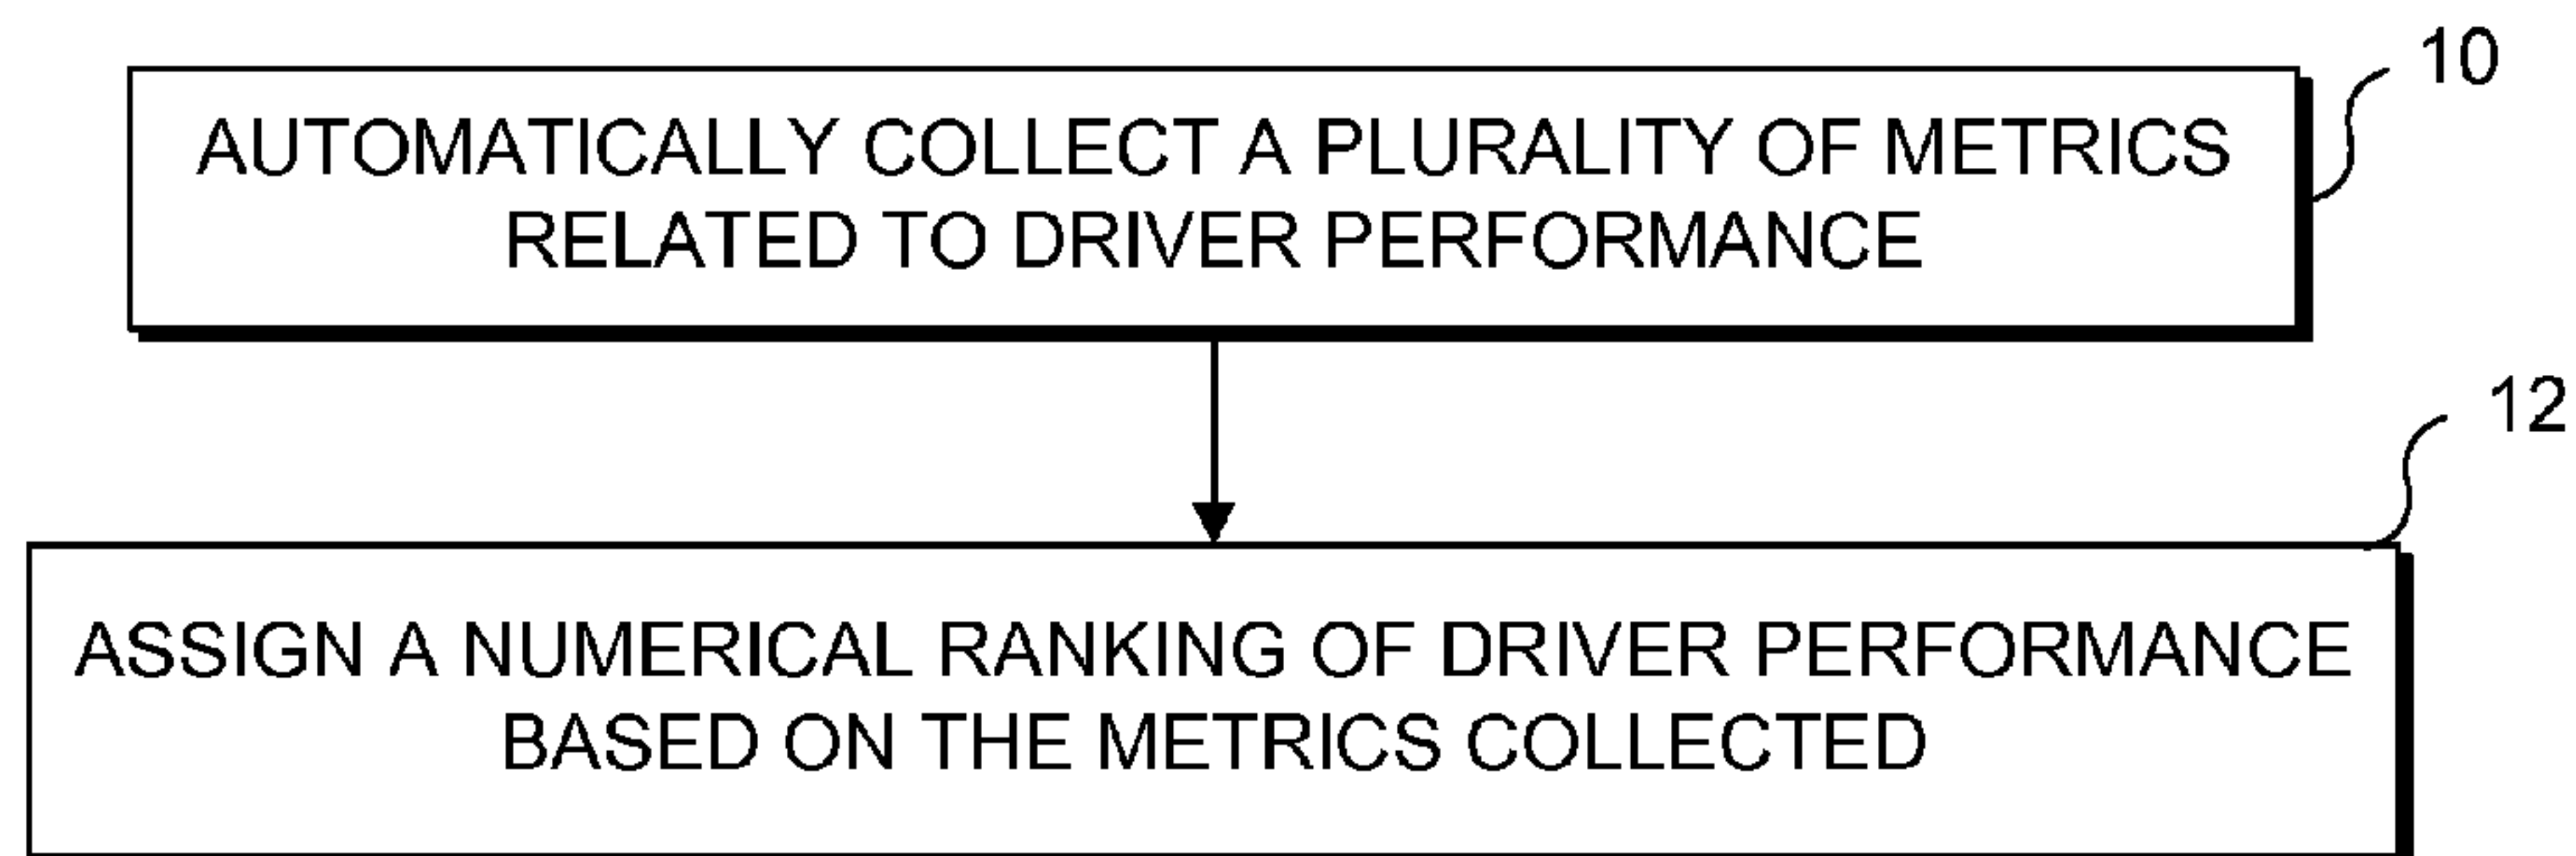 10
AUTOMATICALLY COLLECT A PLURALITY OF METRICS
RELATED TO DRIVER PERFORMANCE
12
ASSIGN A NUMERICAL RANKING OF DRIVER PERFORMANCE
BASED ON THE METRICS COLLECTED